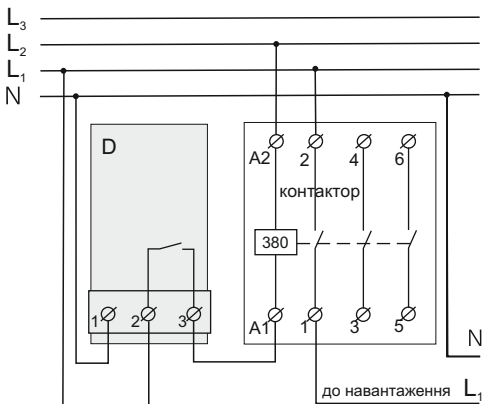 L3
L2
L1
N
D
A2 2 4 6
контактор
380
1 2 3 A1 1 3 5
N
до навантаження L1